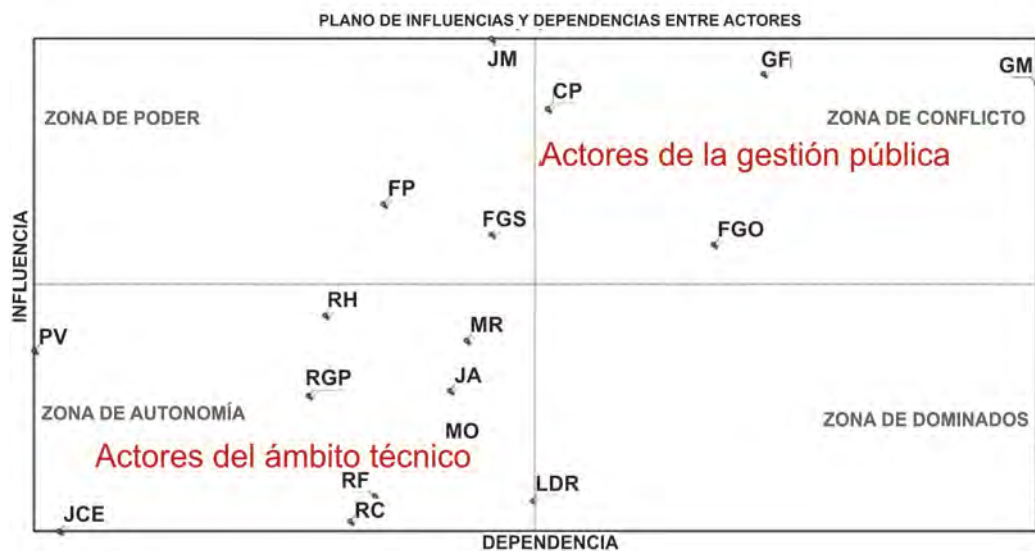 PLANO DE INFLUENCIAS Y DEPENDENCIAS ENTRE ACTORES
JM
GF
GM
CP
ZONA DE PODER
ZONA DE CONFLICTO
Actores de la gestión pública
FP
FGS
FGO
INFLUENCIA
RH
MR
PV
RGP
JA
ZONA DE AUTONOMÍA
ZONA DE DOMINADOS
MO
Actores del ámbito técnico
RF
LDR
RC
JCE
DEPENDENCIA